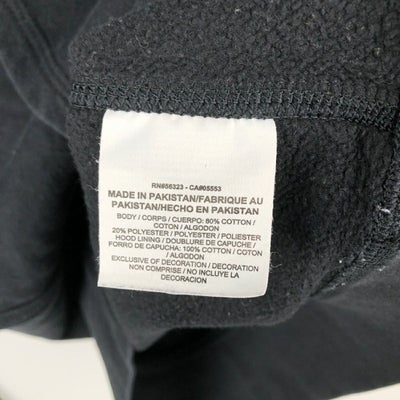 RN#56323 - CA#05553
MADE IN PAKISTAN/FABRIQUE AU
PAKISTAN/HECHO EN PAKISTAN
BODY / CORPS / CUERPO: 80% COTTON /
COTON / ALGODON
20% POLYESTER / POLYESTER / POLIESTER
HOOD LINING / DOUBLURE DE CAPUCHE /
FORRO DE CAPUCHA: 100% COTTON / COTON
/ ALGODON
EXCLUSIVE OF DECORATION / DECORATION
NON COMPRISE / NO INCLUYE LA
DECORACION